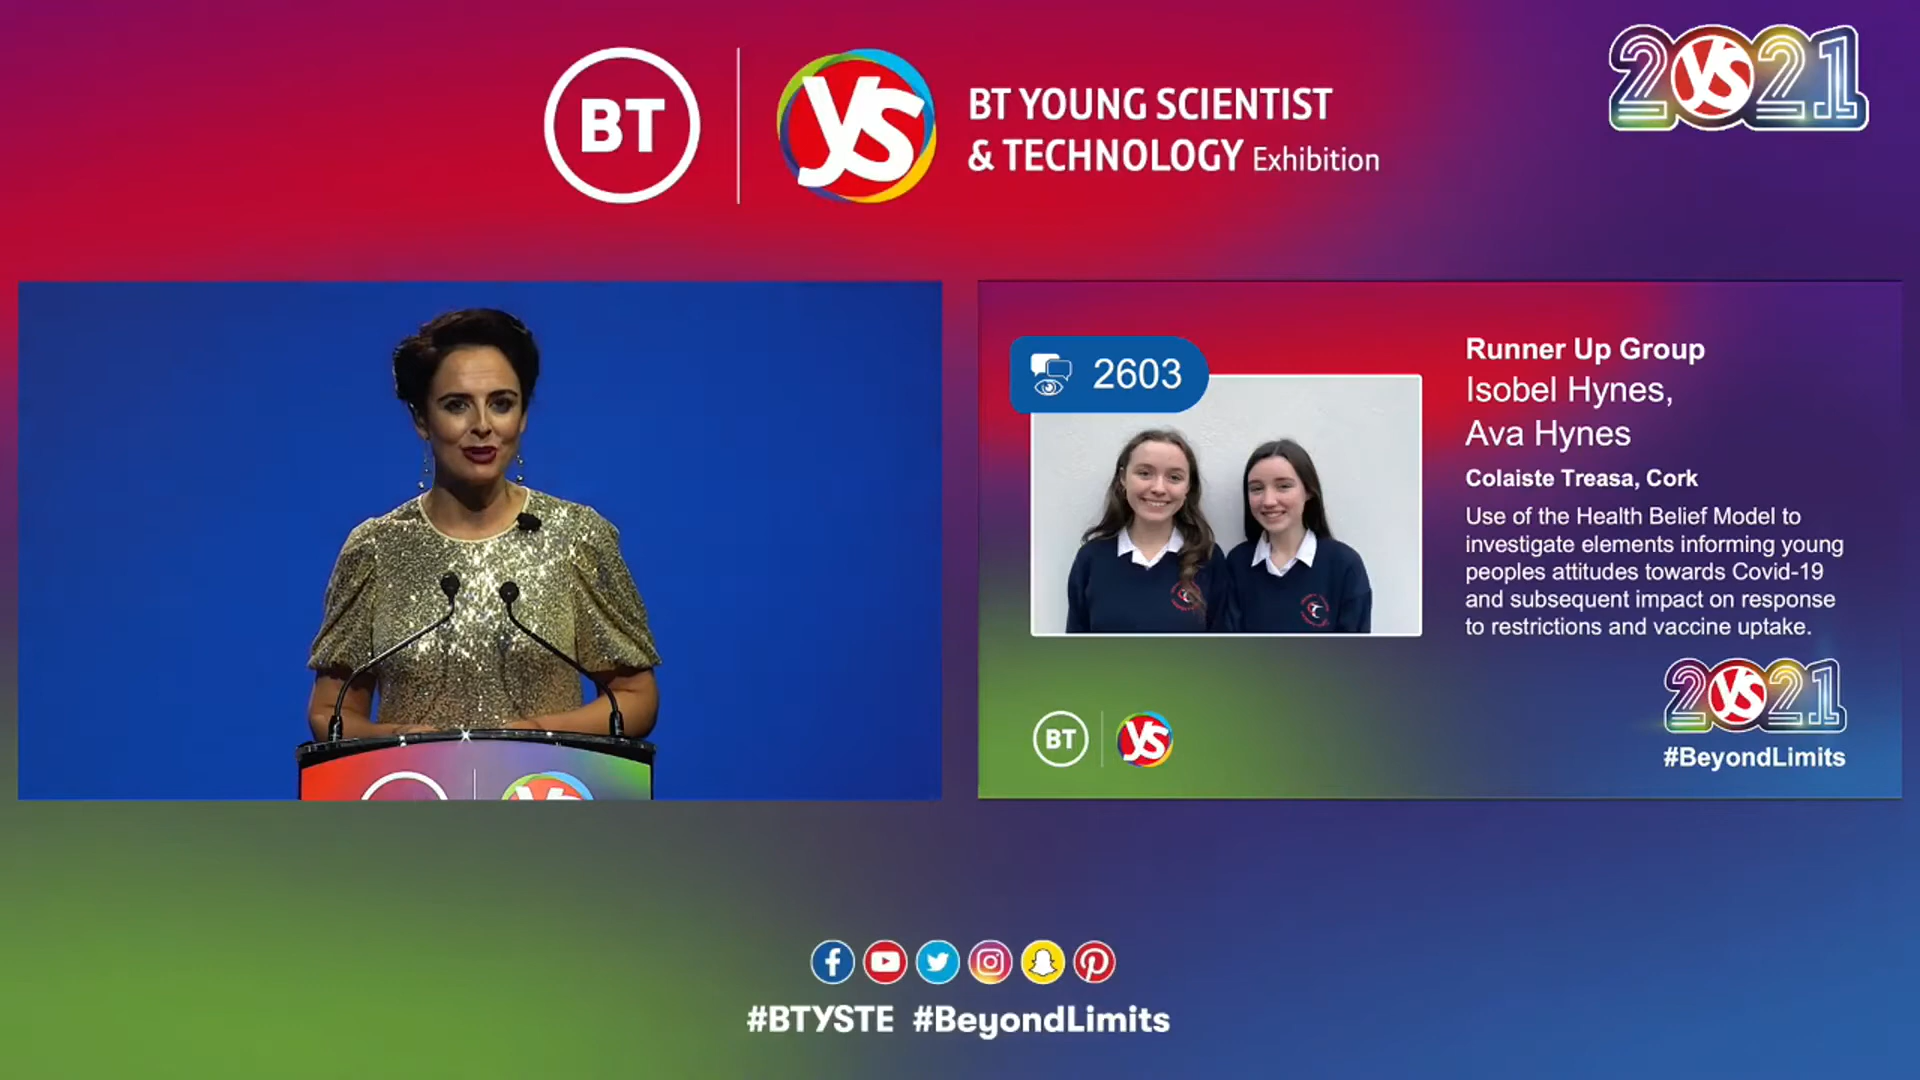 BT
YS
BT YOUNG SCIENTIST
& TECHNOLOGY Exhibition
2021
YS
2603
Runner Up Group
Isobel Hynes,
Ava Hynes
Colaiste Treasa, Cork
Use of the Health Belief Model to
investigate elements informing young
peoples attitudes towards Covid-19
and subsequent impact on response
to restrictions and vaccine uptake.
2021
YS
#BeyondLimits
BT
YS
#BTYSTE #BeyondLimits